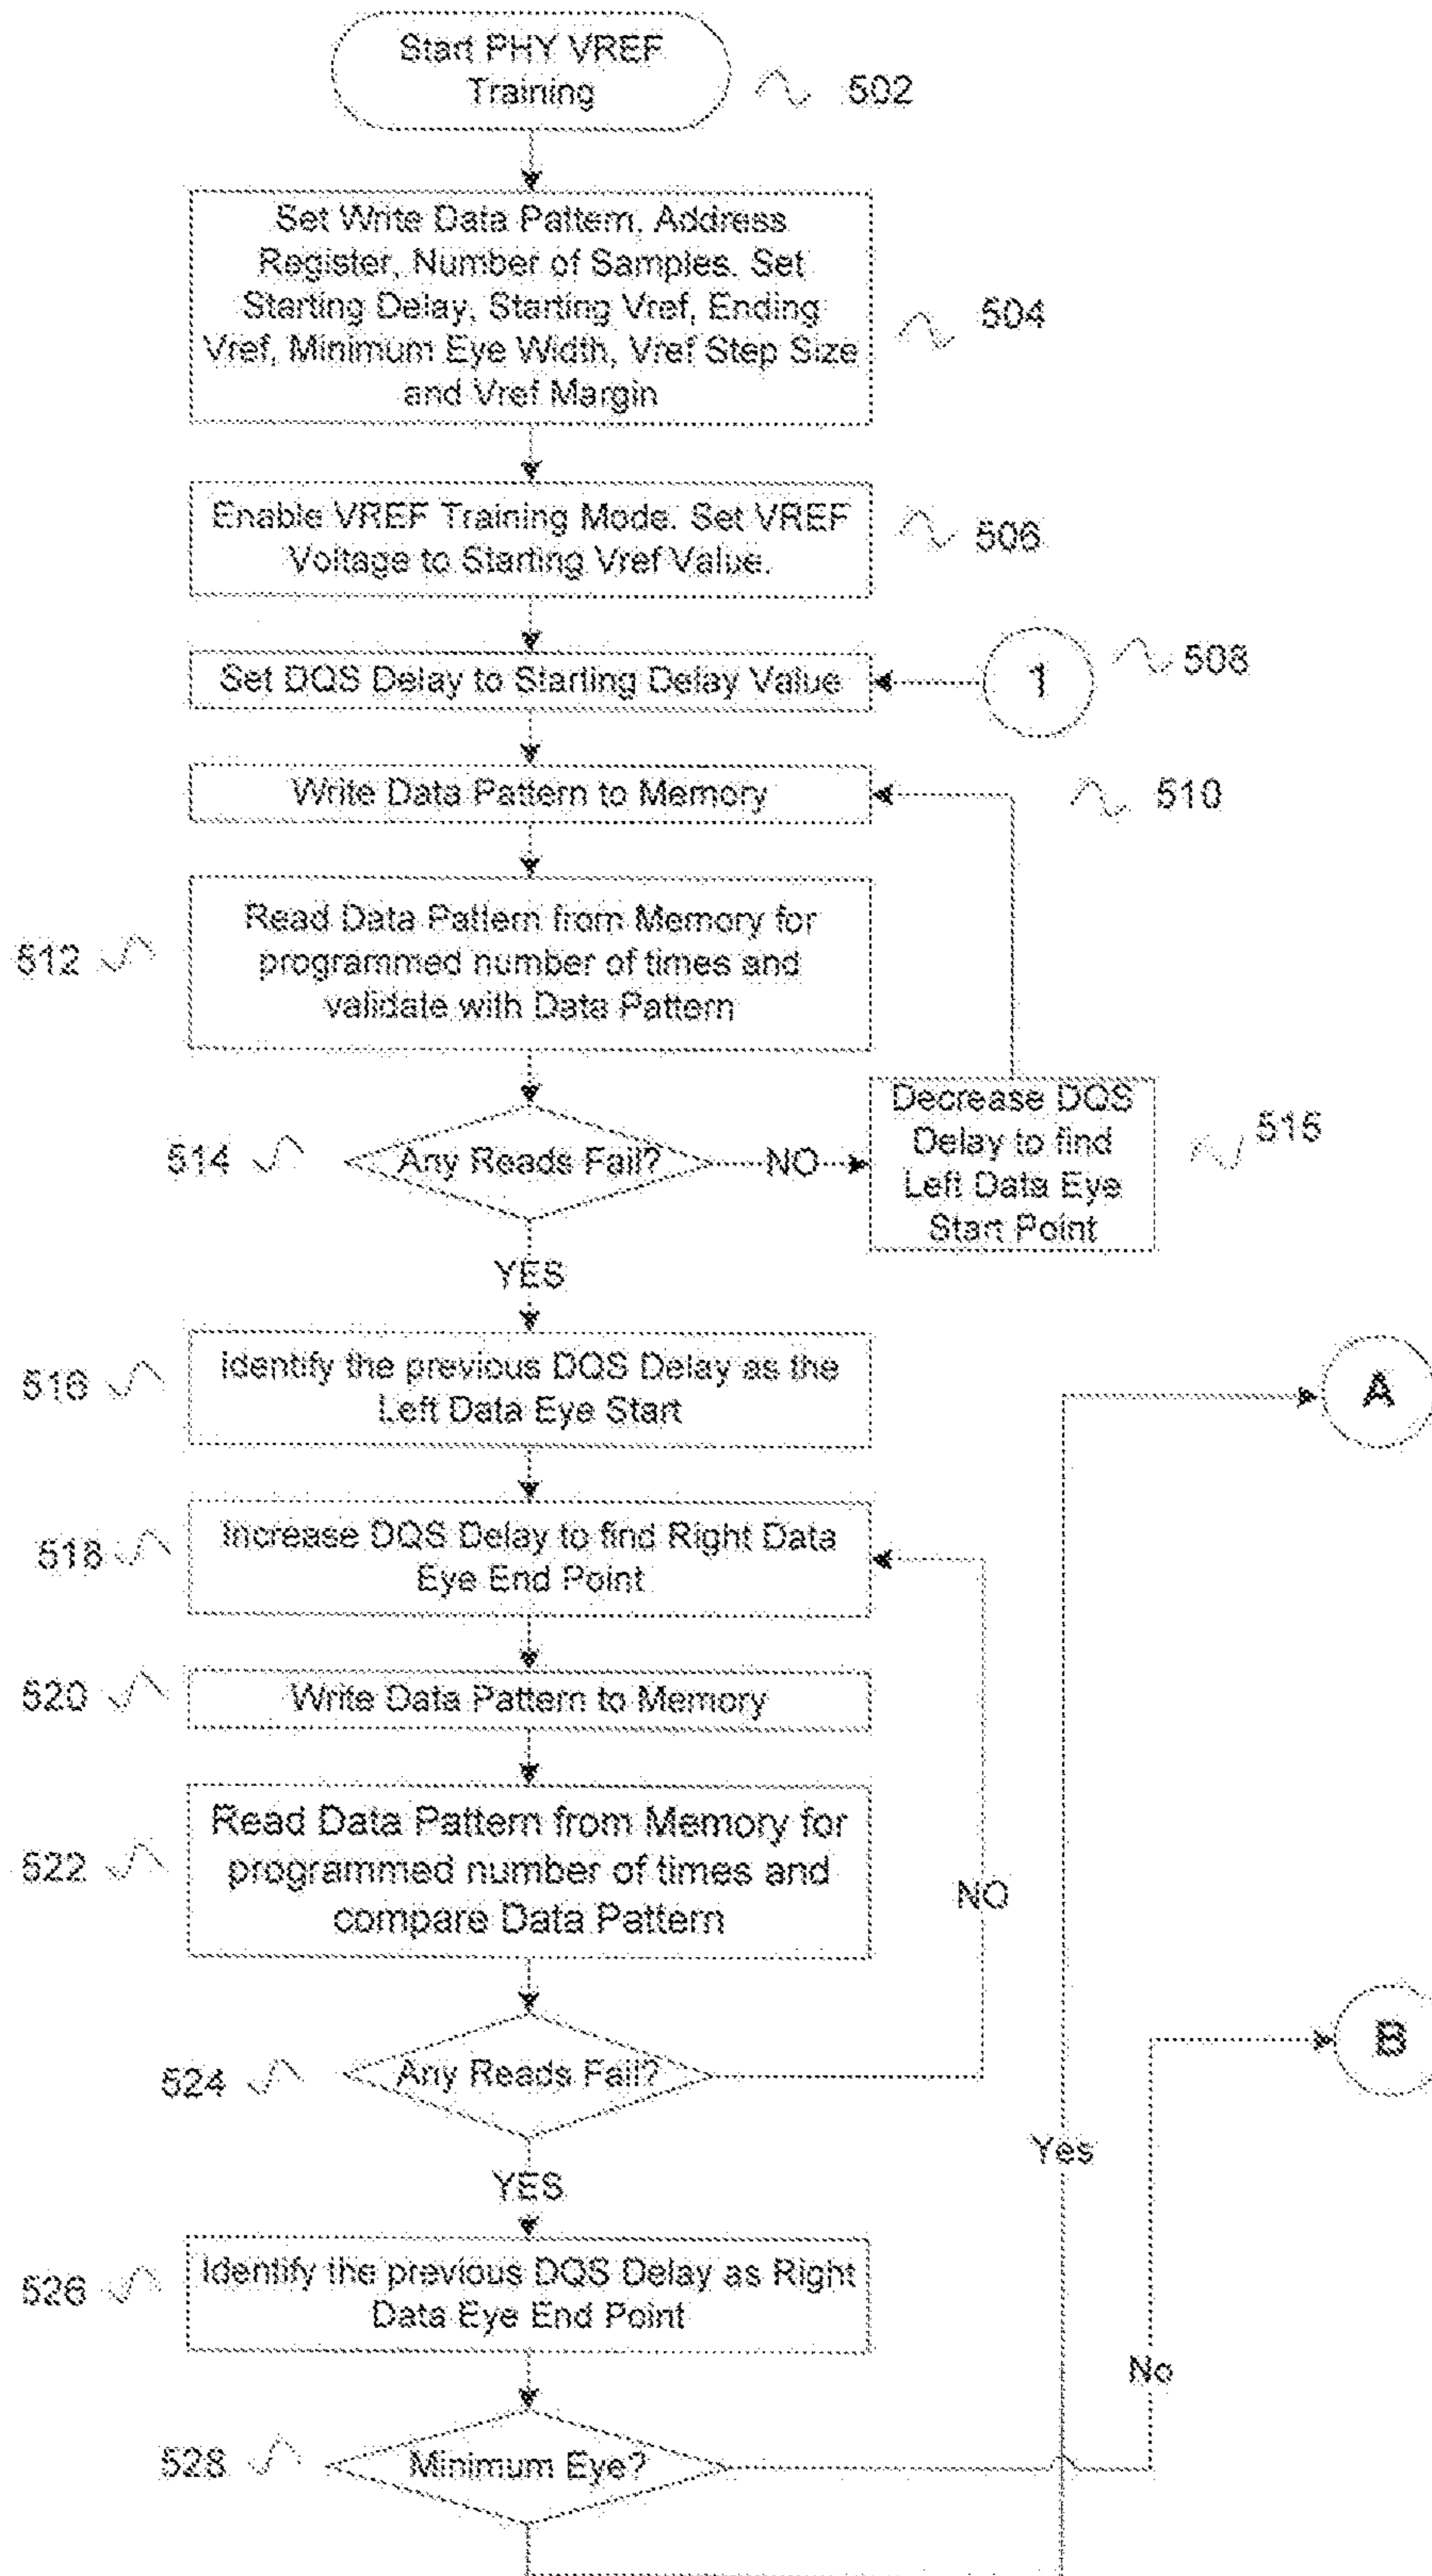 Start PHY VREF
Training
502
Set Write Data Pattern, Address
Register, Number of Samples. Set
Starting Delay, Starting Vref, Ending
Vref, Minimum Eye Width, Vref Step Size
and Vref Margin
504
Enable VREF Training Mode. Set VREF
Voltage to Starting Vref Value.
506
Set DQS Delay to Starting Delay Value
1
508
Write Data Pattern to Memory
510
512
Read Data Pattern from Memory for
programmed number of times and
validate with Data Pattern
514
Any Reads Fail?
NO
Decrease DQS
Delay to find
Left Data Eye
Start Point
515
YES
516
Identify the previous DQS Delay as the
Left Data Eye Start
A
518
Increase DQS Delay to find Right Data
Eye End Point
520
Write Data Pattern to Memory
522
Read Data Pattern from Memory for
programmed number of times and
compare Data Pattern
NO
524
Any Reads Fail?
B
Yes
YES
526
Identify the previous DQS Delay as Right
Data Eye End Point
No
528
Minimum Eye?